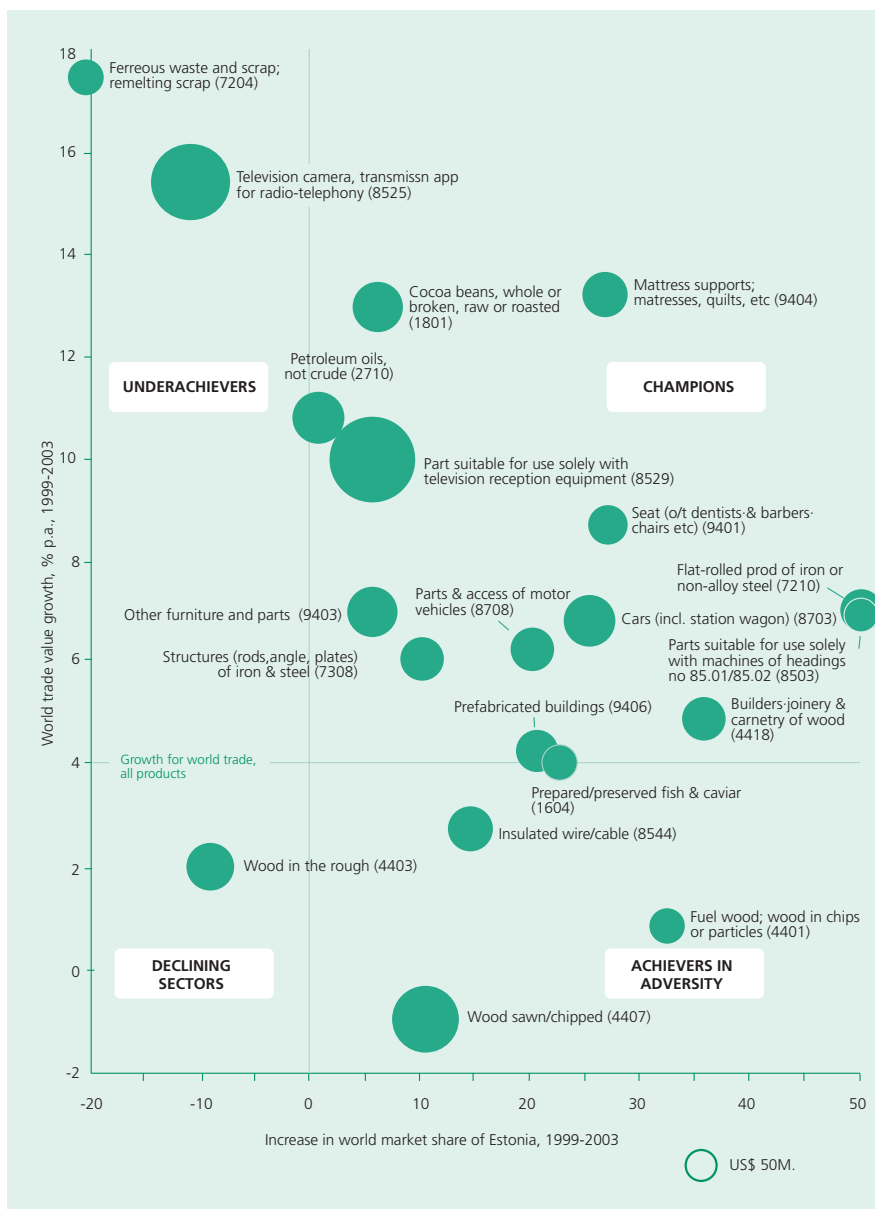 18
Ferreous waste and scrap;
remelting scrap (7204)
16
Television camera, transmissn app
for radio-telephony (8525)
14
Cocoa beans, whole or
broken, raw or roasted
(1801)
Mattress supports;
matresses, quilts, etc (9404)
12
Petroleum oils,
not crude (2710)
UNDERACHIEVERS
CHAMPIONS
World trade value growth, % p.a., 1999-2003
10
Part suitable for use solely with
television reception equipment (8529)
Seat (o/t dentists·& barbers·
chairs etc) (9401)
8
Flat-rolled prod of iron or
non-alloy steel (7210)
Parts & access of motor
vehicles (8708)
Other furniture and parts (9403)
Cars (incl. station wagon) (8703)
Structures (rods,angle, plates)
of iron & steel (7308)
Parts suitable for use solely
with machines of headings
no 85.01/85.02 (8503)
6
Prefabricated buildings (9406)
Builders·joinery &
carnetry of wood
(4418)
4
Growth for world trade,
all products
Prepared/preserved fish & caviar
(1604)
Insulated wire/cable (8544)
2
Wood in the rough (4403)
Fuel wood; wood in chips
or particles (4401)
0
DECLINING
SECTORS
ACHIEVERS IN
ADVERSITY
Wood sawn/chipped (4407)
-2
-20 -10 0 10 20 30 40 50
Increase in world market share of Estonia, 1999-2003
US$ 50M.